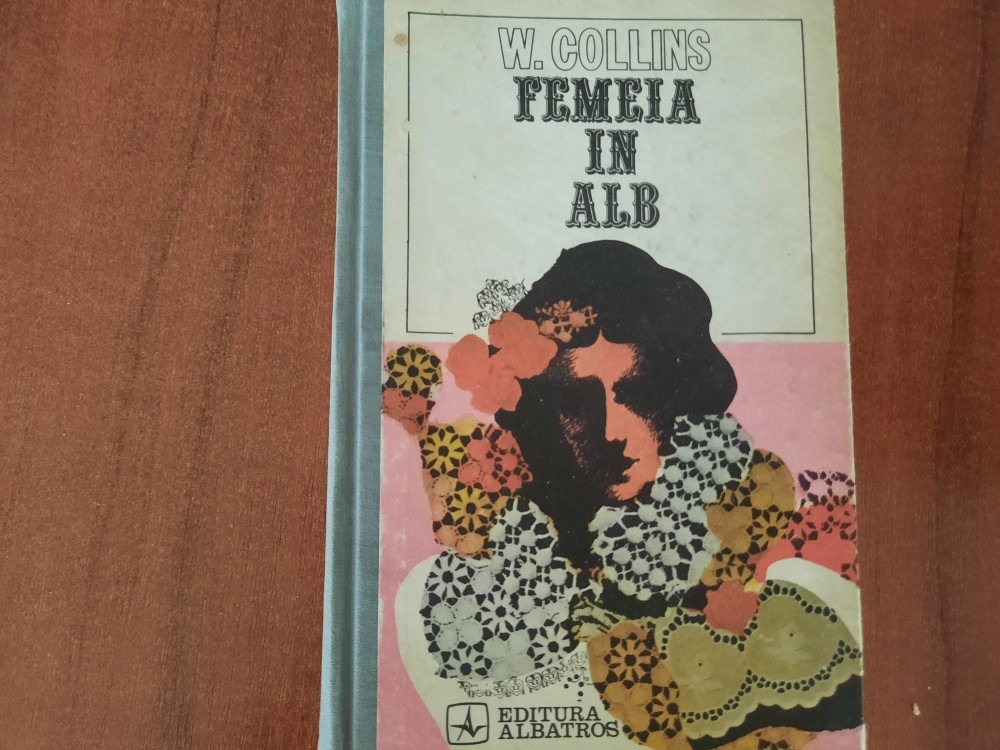 W. COLLINS
FEMEIA
IN
ALB
EDITURA
ALBATROS